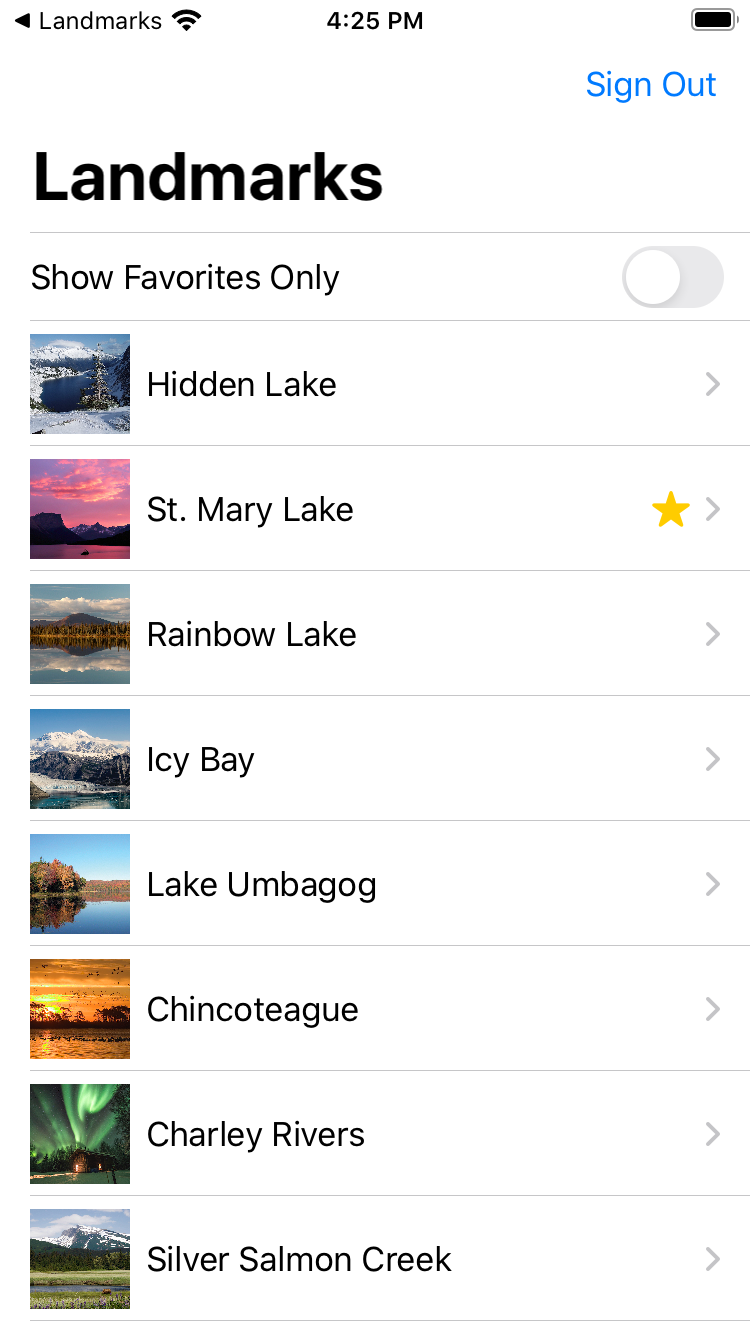 ◀ Landmarks 4:25 PM
Sign Out
Landmarks
Show Favorites Only
Hidden Lake
St. Mary Lake
Rainbow Lake
Icy Bay
Lake Umbagog
Chincoteague
Charley Rivers
Silver Salmon Creek